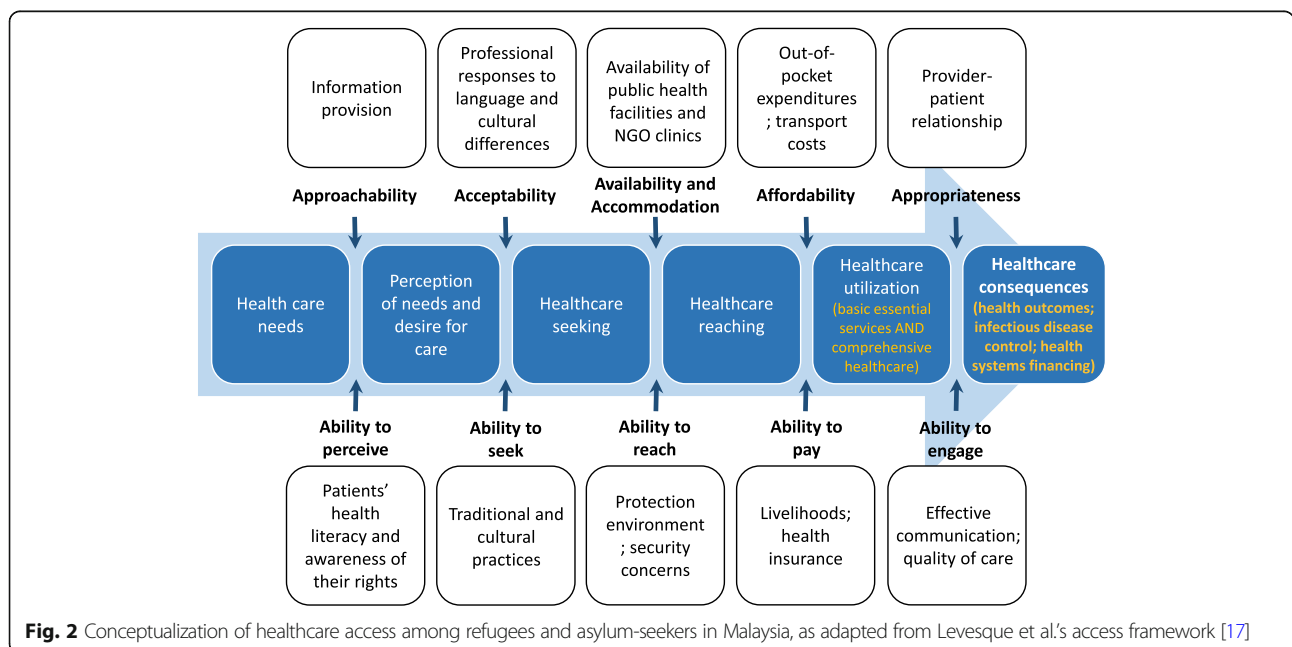 Information
provision
Professional
responses to
language and
cultural
differences
Availability of
public health
facilities and
NGO clinics
Out-of-
pocket
expenditures
; transport
costs
Provider-
patient
relationship
Approachability
Acceptability
Availability and
Accommodation
Affordability
Appropriateness
Health care
needs
Perception
of needs and
desire for
care
Healthcare
seeking
Healthcare
reaching
Healthcare
utilization
(basic essential
services AND
comprehensive
healthcare)
Healthcare
consequences
(health outcomes;
infectious disease
control; health
systems financing)
Ability to
perceive
Ability to
seek
Ability to
reach
Ability to
pay
Ability to
engage
Patients’
health
literacy and
awareness of
their rights
Traditional and
cultural
practices
Protection
environment
; security
concerns
Livelihoods;
health
insurance
Effective
communication;
quality of care
Fig. 2 Conceptualization of healthcare access among refugees and asylum-seekers in Malaysia, as adapted from Levesque et al.’s access framework [17]